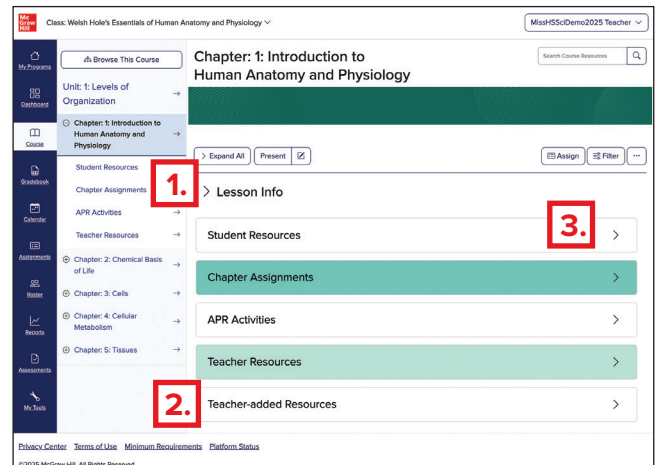 Mc
Graw
Hill
Class: Welsh Hole's Essentials of Human Anatomy and Physiology
MissHSSciDemo2025 Teacher
My Programs
Dashboard
Course
Gradebook
Calendar
Assignments
Roster
Reports
Assessments
My Tools
Browse This Course
Unit: 1: Levels of
Organization
Chapter: 1: Introduction to
Human Anatomy and
Physiology
Student Resources
Chapter Assignments
APR Activities
Teacher Resources
Chapter: 2: Chemical Basis
of Life
Chapter: 3: Cells
Chapter: 4: Cellular
Metabolism
Chapter: 5: Tissues
Chapter: 1: Introduction to
Human Anatomy and Physiology
Search Course Resources
Expand All
Present
Assign
Filter
1.
Lesson Info
3.
Student Resources
Chapter Assignments
APR Activities
Teacher Resources
2.
Teacher-added Resources
Privacy Center Terms of Use Minimum Requirements Platform Status
©2025 McGraw Hill. All Rights Reserved.